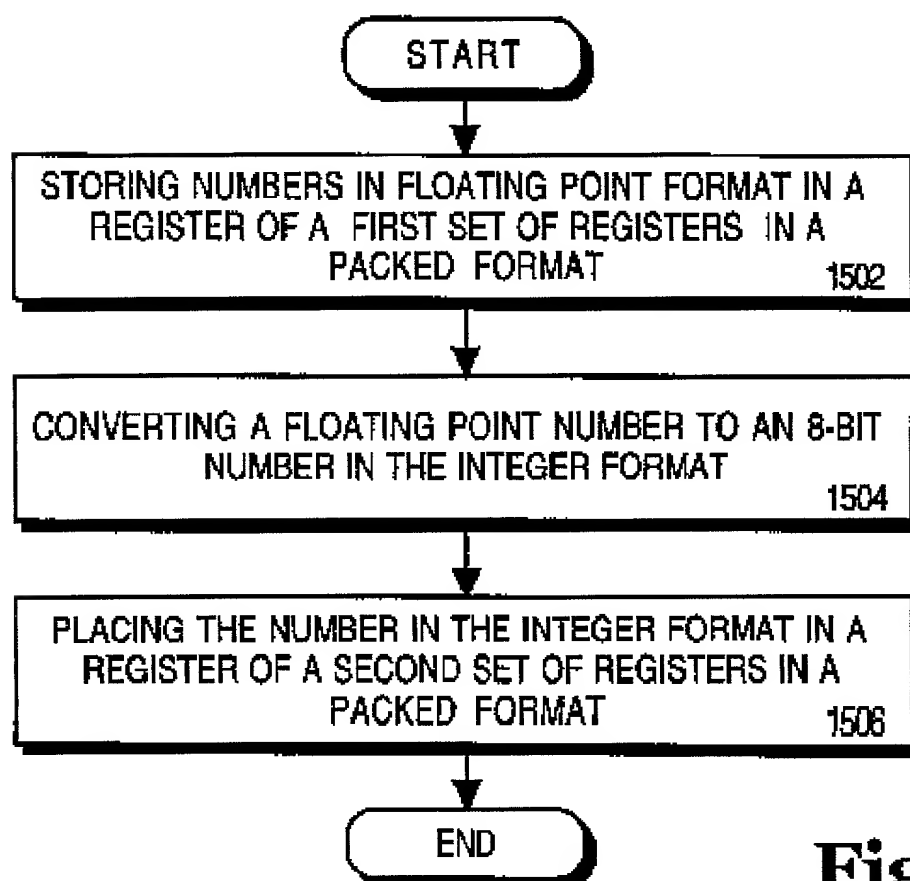 START
STORING NUMBERS IN FLOATING POINT FORMAT IN A
REGISTER OF A FIRST SET OF REGISTERS IN A
PACKED FORMAT
1502
CONVERTING A FLOATING POINT NUMBER TO AN 8-BIT
NUMBER IN THE INTEGER FORMAT
1504
PLACING THE NUMBER IN THE INTEGER FORMAT IN A
REGISTER OF A SECOND SET OF REGISTERS IN A
PACKED FORMAT
1506
END